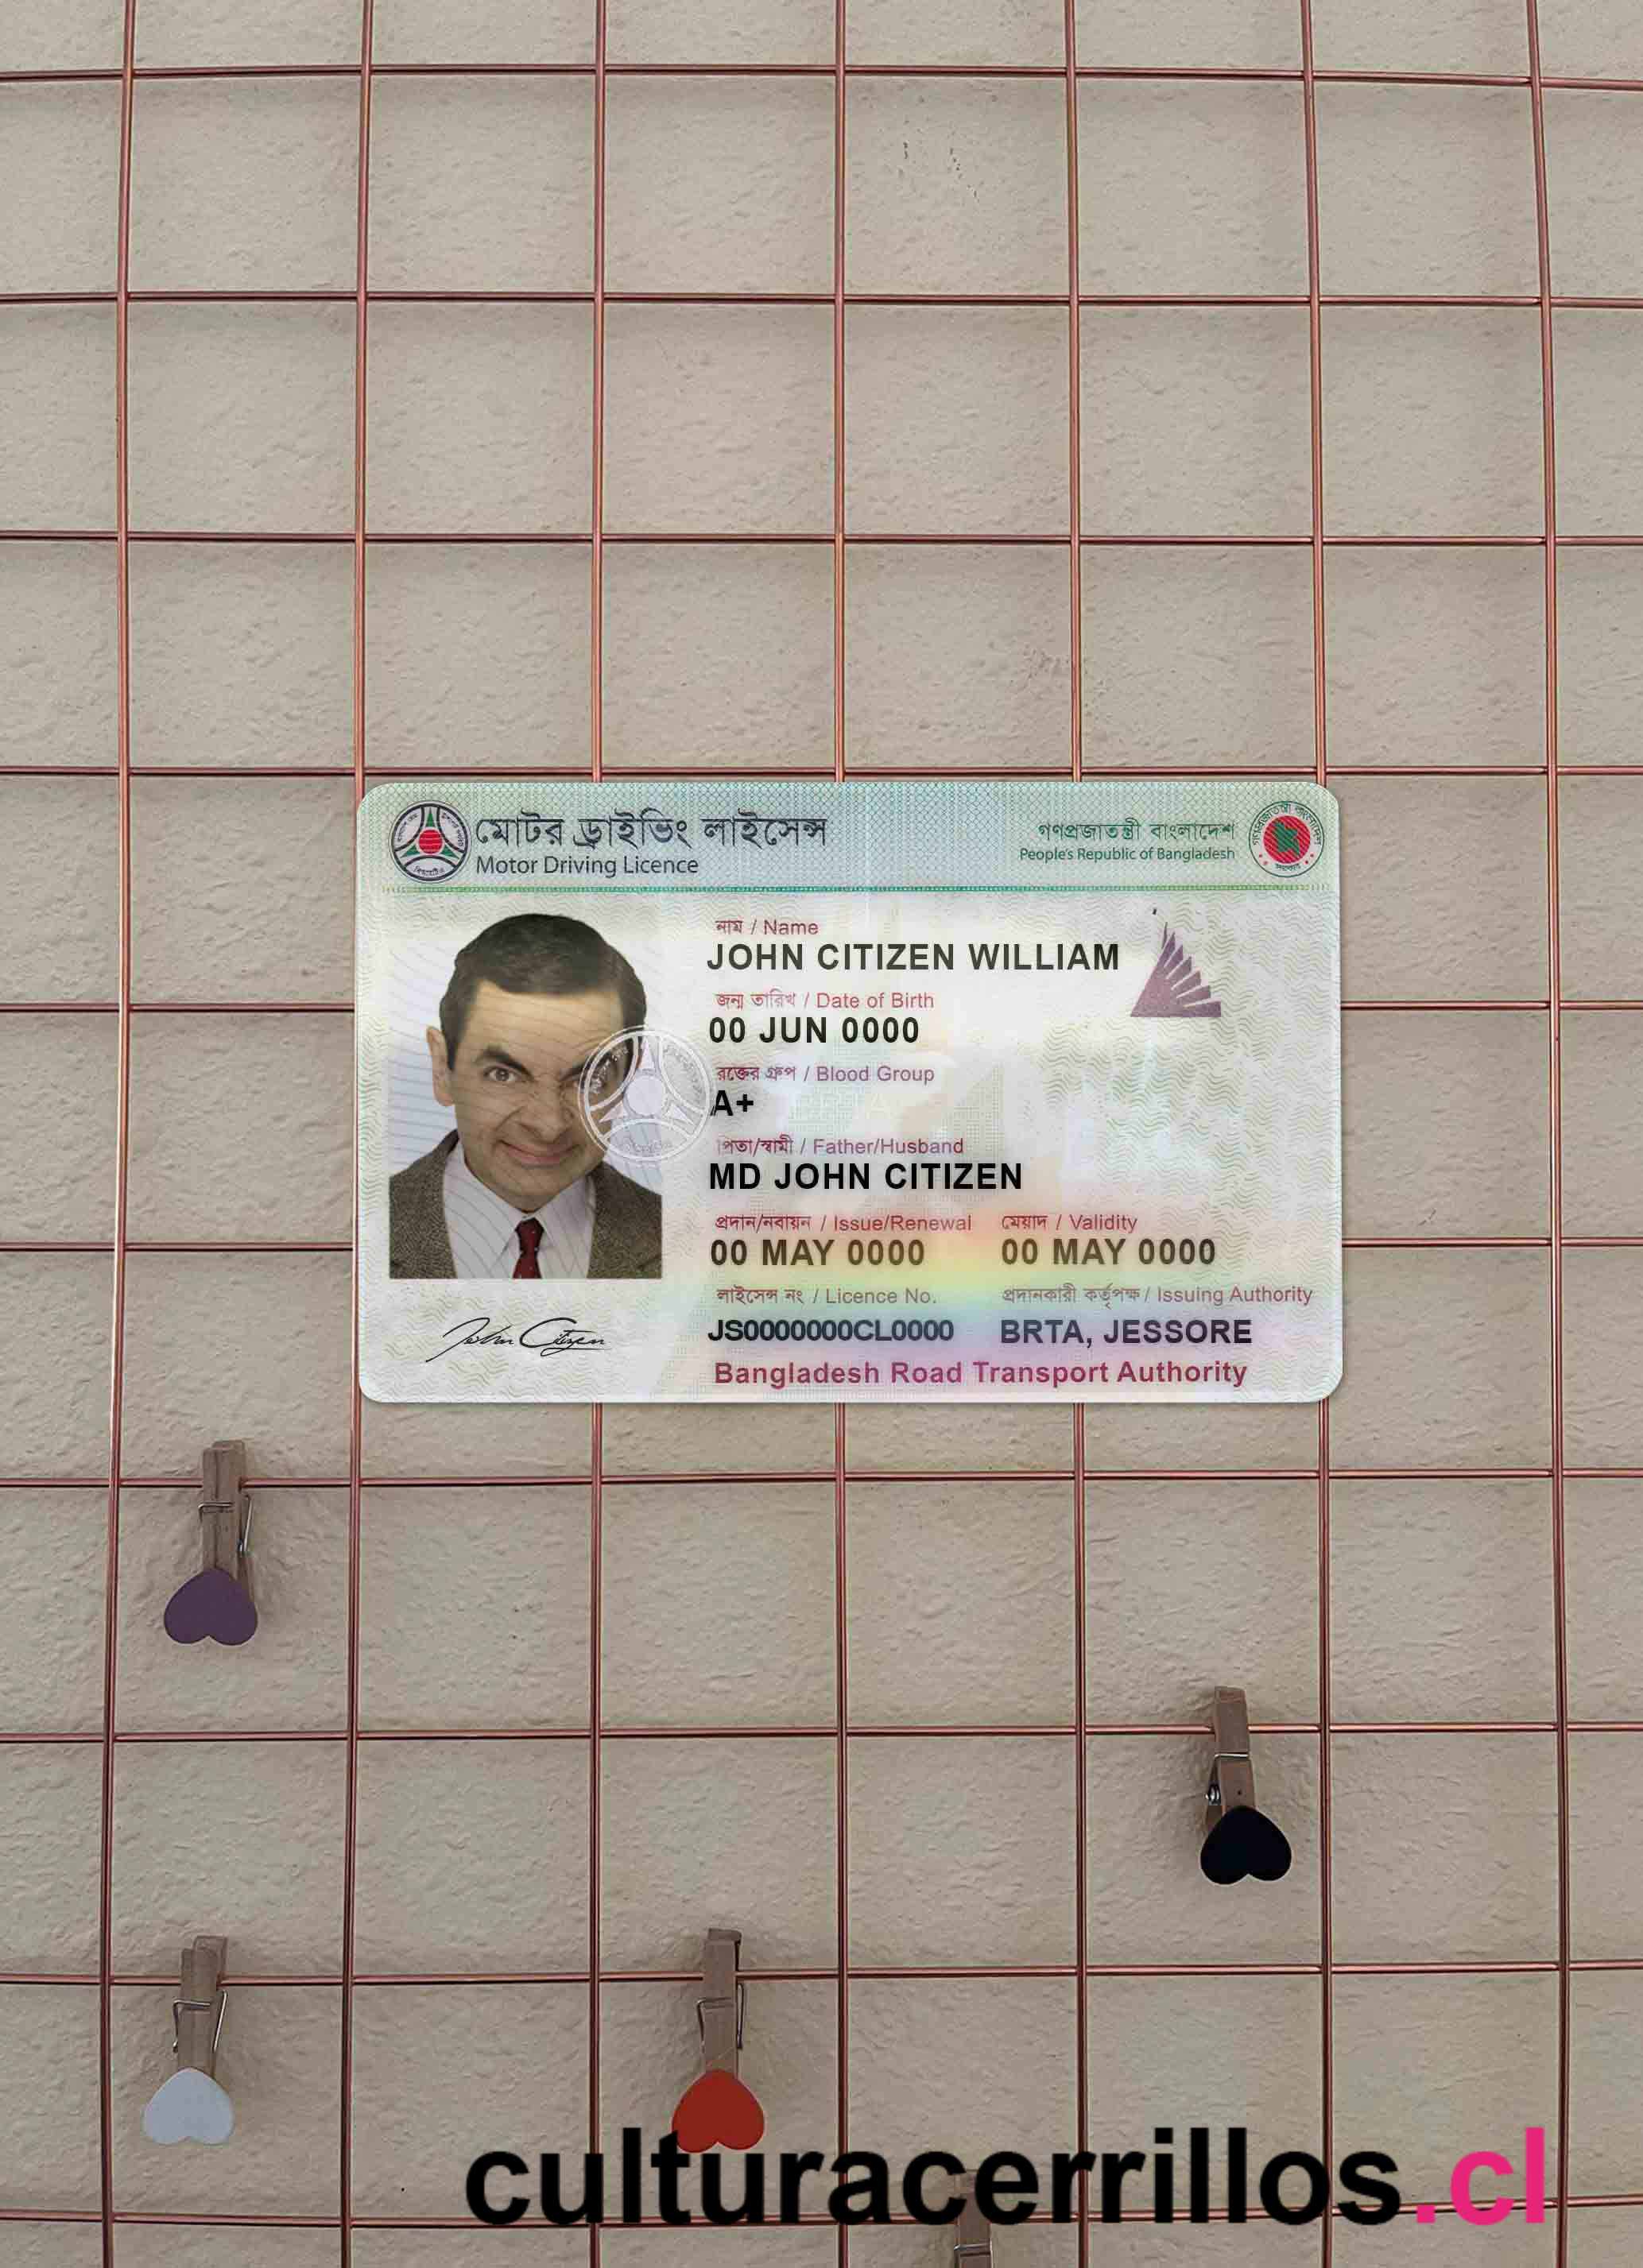 মোটর ড্রাইভিং লাইসেন্স
Motor Driving Licence
গণপ্রজাতন্ত্রী বাংলাদেশ
People's Republic of Bangladesh
নাম / Name
JOHN CITIZEN WILLIAM
জন্ম তারিখ / Date of Birth
00 JUN 0000
রক্তের গ্রুপ / Blood Group
A+
পিতা/স্বামী / Father/Husband
MD JOHN CITIZEN
প্রদান/নবায়ন / Issue/Renewal
মেয়াদ / Validity
00 MAY 0000
00 MAY 0000
লাইসেন্স নং / Licence No.
প্রদানকারী কর্তৃপক্ষ / Issuing Authority
JS0000000CL0000
BRTA, JESSORE
John Citizen
Bangladesh Road Transport Authority
culturacerrillos.cl